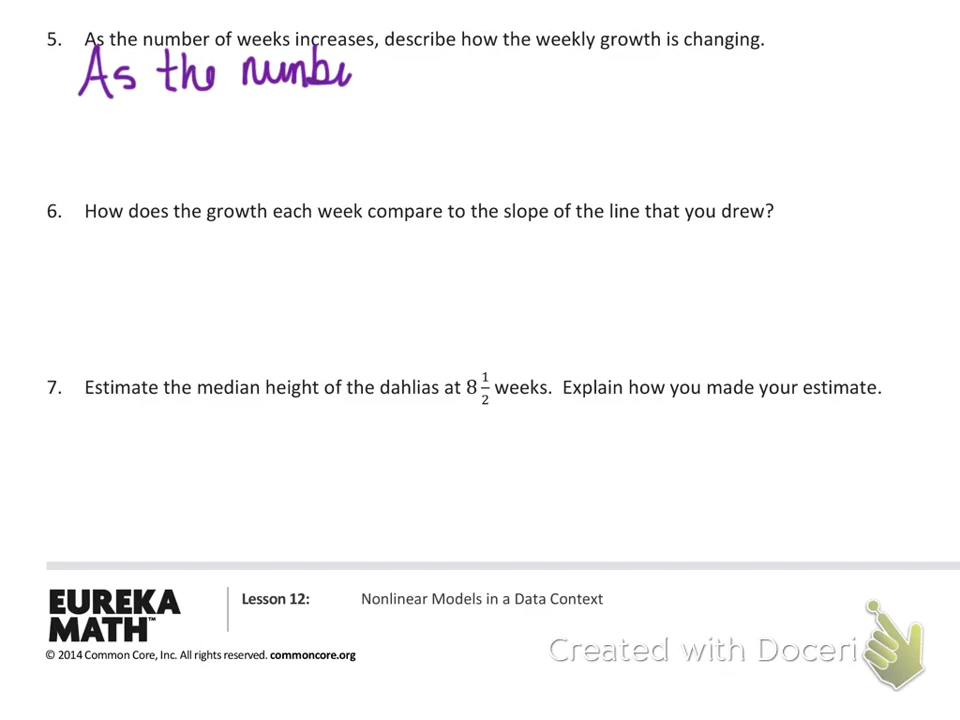 5. As the number of weeks increases, describe how the weekly growth is changing.
As the numbe
6. How does the growth each week compare to the slope of the line that you drew?
7. Estimate the median height of the dahlias at 8 1/2 weeks. Explain how you made your estimate.
EUREKA MATH™
Lesson 12: Nonlinear Models in a Data Context
© 2014 Common Core, Inc. All rights reserved. commoncore.org
Created with Doceri